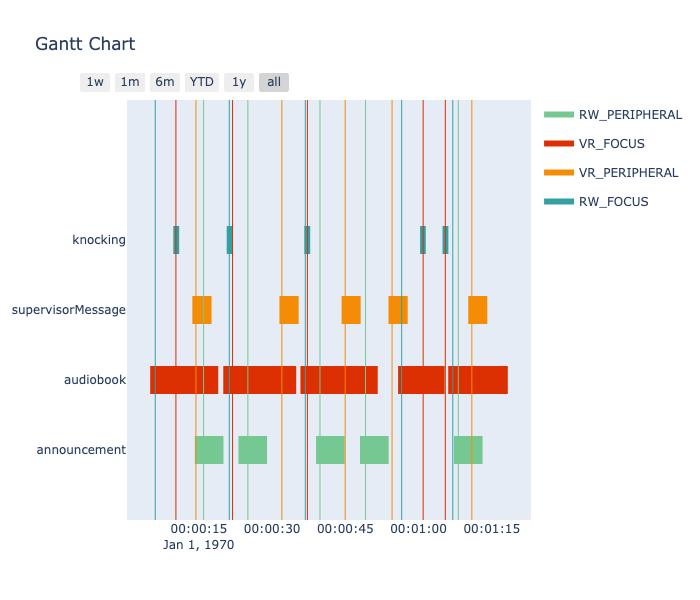 Gantt Chart
1w 1m 6m YTD 1y all
RW_PERIPHERAL
VR_FOCUS
VR_PERIPHERAL
RW_FOCUS
knocking
supervisorMessage
audiobook
announcement
00:00:15 00:00:30 00:00:45 00:01:00 00:01:15
Jan 1, 1970